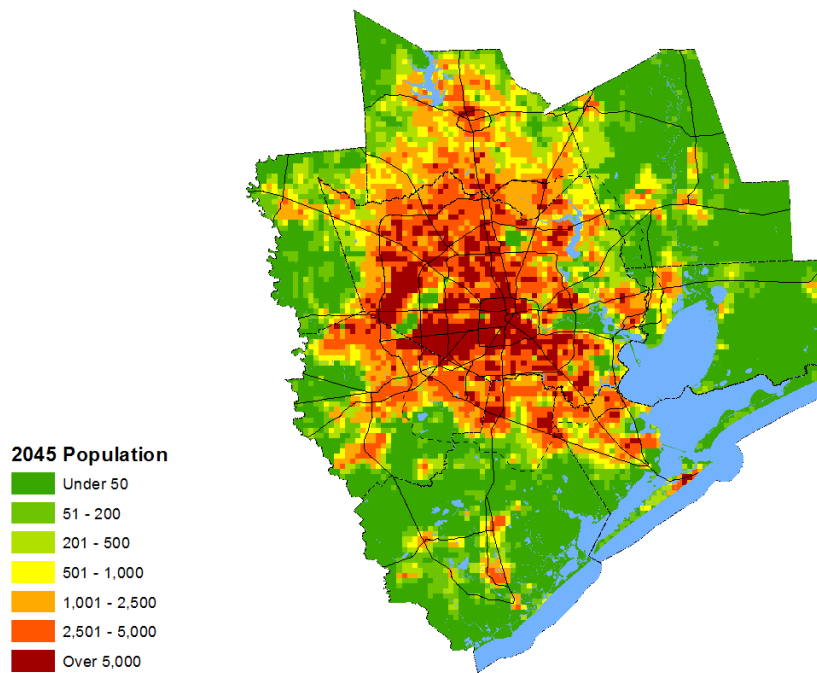 2045 Population
Under 50
51 - 200
201 - 500
501 - 1,000
1,001 - 2,500
2,501 - 5,000
Over 5,000